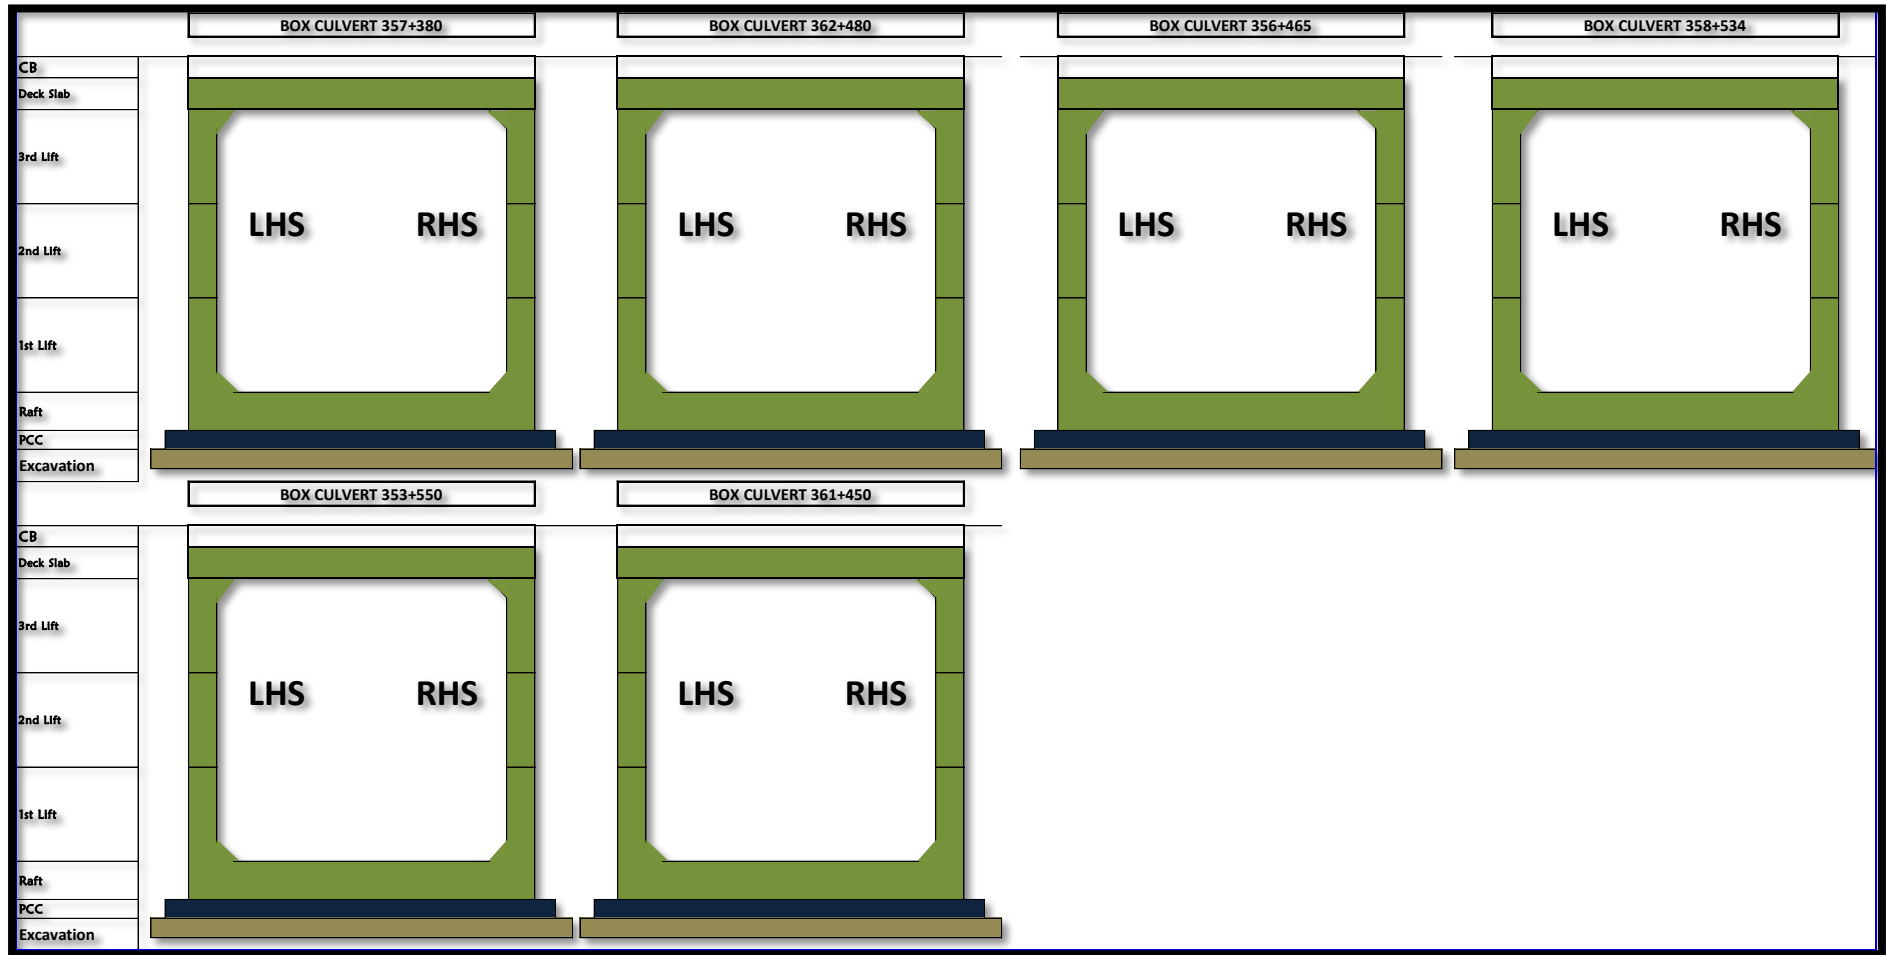 BOX CULVERT 357+380
BOX CULVERT 362+480
BOX CULVERT 356+465
BOX CULVERT 358+534
CB
Deck Slab
3rd Lift
LHS RHS
LHS RHS
LHS RHS
LHS RHS
2nd Lift
1st Lift
Raft
PCC
Excavation
BOX CULVERT 353+550
BOX CULVERT 361+450
CB
Deck Slab
3rd Lift
LHS RHS
LHS RHS
2nd Lift
1st Lift
Raft
PCC
Excavation